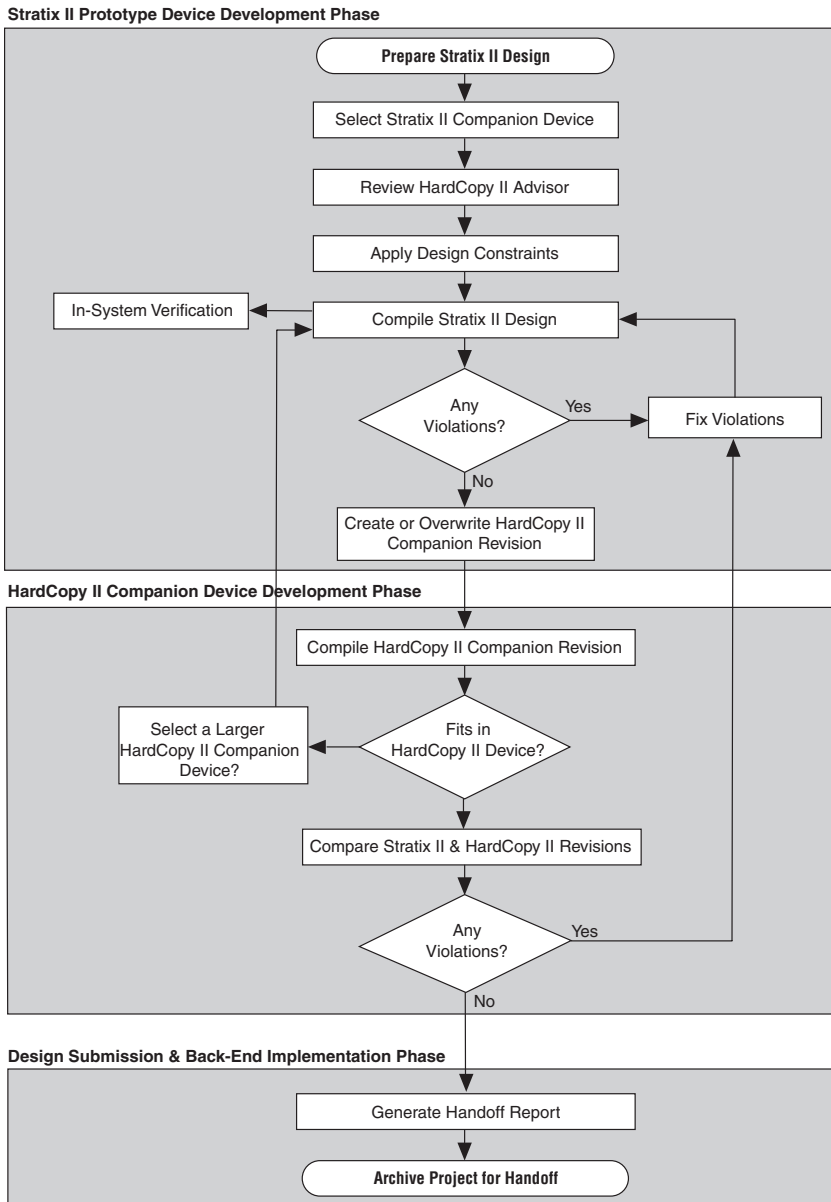 Stratix II Prototype Device Development Phase
Prepare Stratix II Design
Select Stratix II Companion Device
Review HardCopy II Advisor
Apply Design Constraints
In-System Verification
Compile Stratix II Design
Any
Violations?
Yes
Fix Violations
No
Create or Overwrite HardCopy II
Companion Revision
HardCopy II Companion Device Development Phase
Compile HardCopy II Companion Revision
Select a Larger
HardCopy II Companion
Device?
Fits in
HardCopy II Device?
Compare Stratix II & HardCopy II Revisions
Any
Violations?
Yes
No
Design Submission & Back-End Implementation Phase
Generate Handoff Report
Archive Project for Handoff